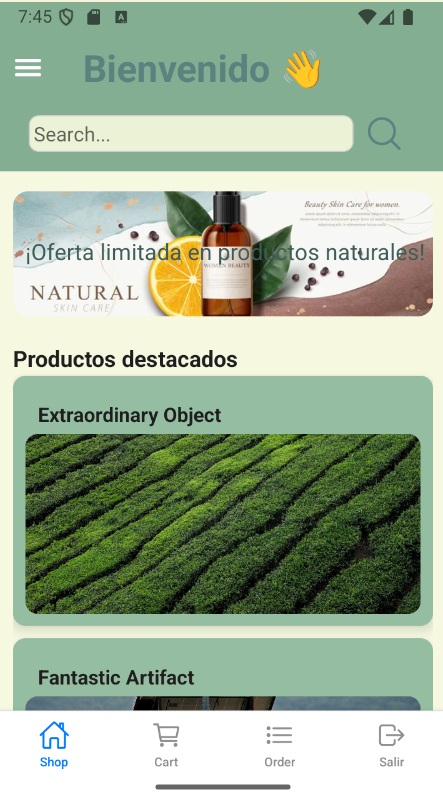 7:45
Bienvenido 👋
Search...
Beauty Skin Care for women.
¡Oferta limitada en productos naturales!
WOMEN BEAUTY
NATURAL
SKIN CARE
Productos destacados
Extraordinary Object
Fantastic Artifact
Shop
Cart
Order
Salir